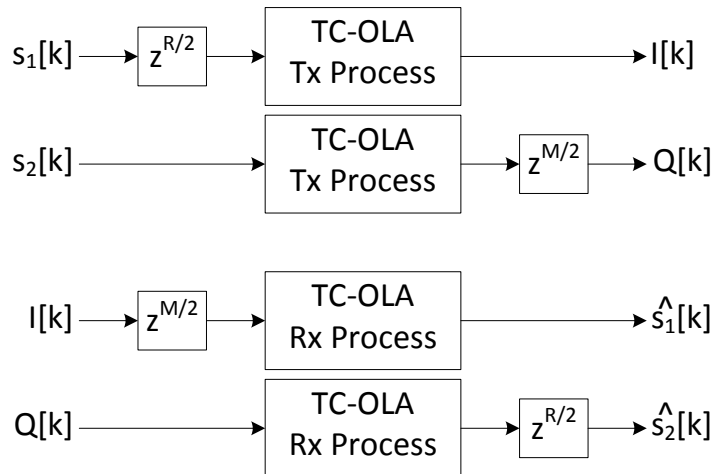 s₁[k] z^{R/2} TC-OLA Tx Process I[k]
s₂[k] TC-OLA Tx Process z^{M/2} Q[k]
I[k] z^{M/2} TC-OLA Rx Process ŝ₁[k]
Q[k] TC-OLA Rx Process z^{R/2} ŝ₂[k]